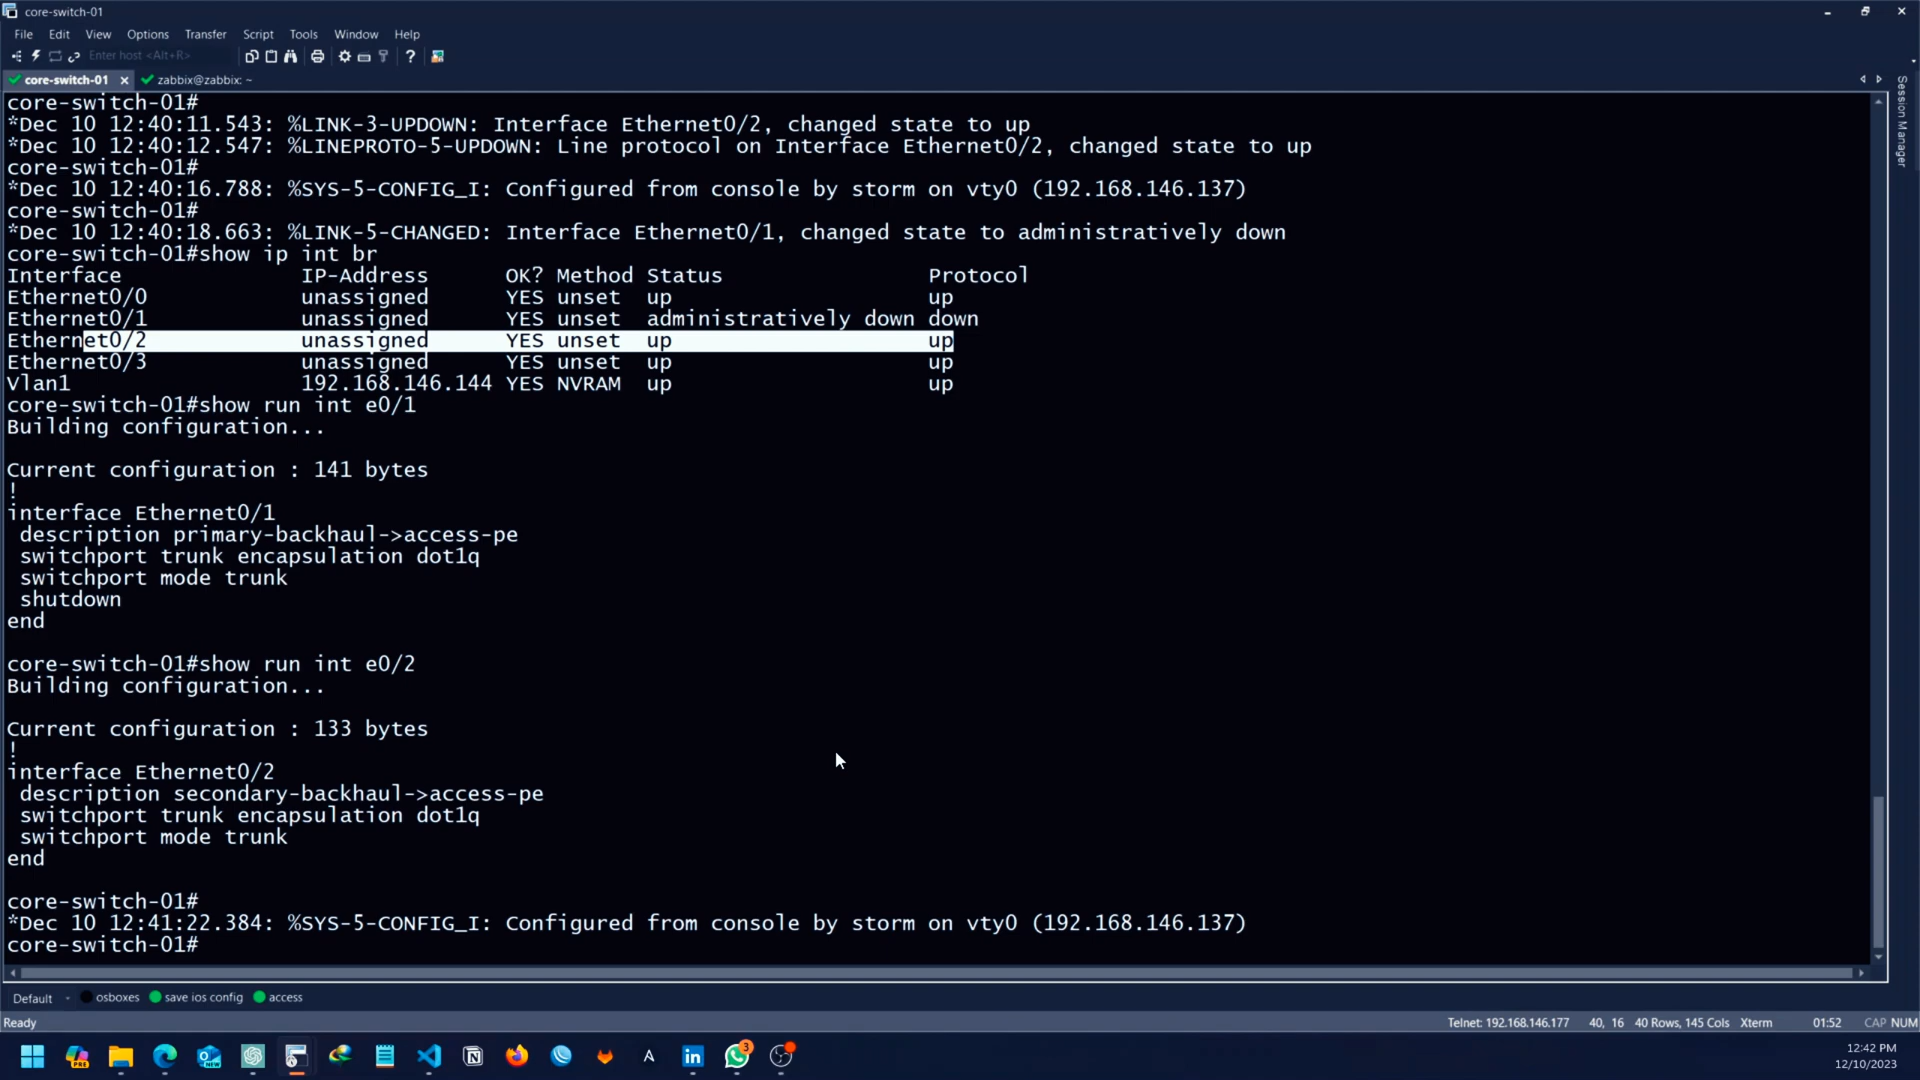 core-switch-01
File Edit View Options Transfer Script Tools Window Help
Enter host <Alt+R>
core-switch-01 zabbix@zabbix: ~
Session Manager
core-switch-01#
*Dec 10 12:40:11.543: %LINK-3-UPDOWN: Interface Ethernet0/2, changed state to up
*Dec 10 12:40:12.547: %LINEPROTO-5-UPDOWN: Line protocol on Interface Ethernet0/2, changed state to up
core-switch-01#
*Dec 10 12:40:16.788: %SYS-5-CONFIG_I: Configured from console by storm on vty0 (192.168.146.137)
core-switch-01#
*Dec 10 12:40:18.663: %LINK-5-CHANGED: Interface Ethernet0/1, changed state to administratively down
core-switch-01#show ip int br
Interface IP-Address OK? Method Status Protocol
Ethernet0/0 unassigned YES unset up up
Ethernet0/1 unassigned YES unset administratively down down
Ethernet0/2 unassigned YES unset up up
Ethernet0/3 unassigned YES unset up up
Vlan1 192.168.146.144 YES NVRAM up up
core-switch-01#show run int e0/1
Building configuration...
Current configuration : 141 bytes
!
interface Ethernet0/1
description primary-backhaul->access-pe
switchport trunk encapsulation dot1q
switchport mode trunk
shutdown
end
core-switch-01#show run int e0/2
Building configuration...
Current configuration : 133 bytes
!
interface Ethernet0/2
description secondary-backhaul->access-pe
switchport trunk encapsulation dot1q
switchport mode trunk
end
core-switch-01#
*Dec 10 12:41:22.384: %SYS-5-CONFIG_I: Configured from console by storm on vty0 (192.168.146.137)
core-switch-01#
Default osboxes save ios config access
Ready Telnet: 192.168.146.177 40, 16 40 Rows, 145 Cols Xterm 01:52 CAP NUM
PRE NEW N A in 3
12:42 PM
12/10/2023